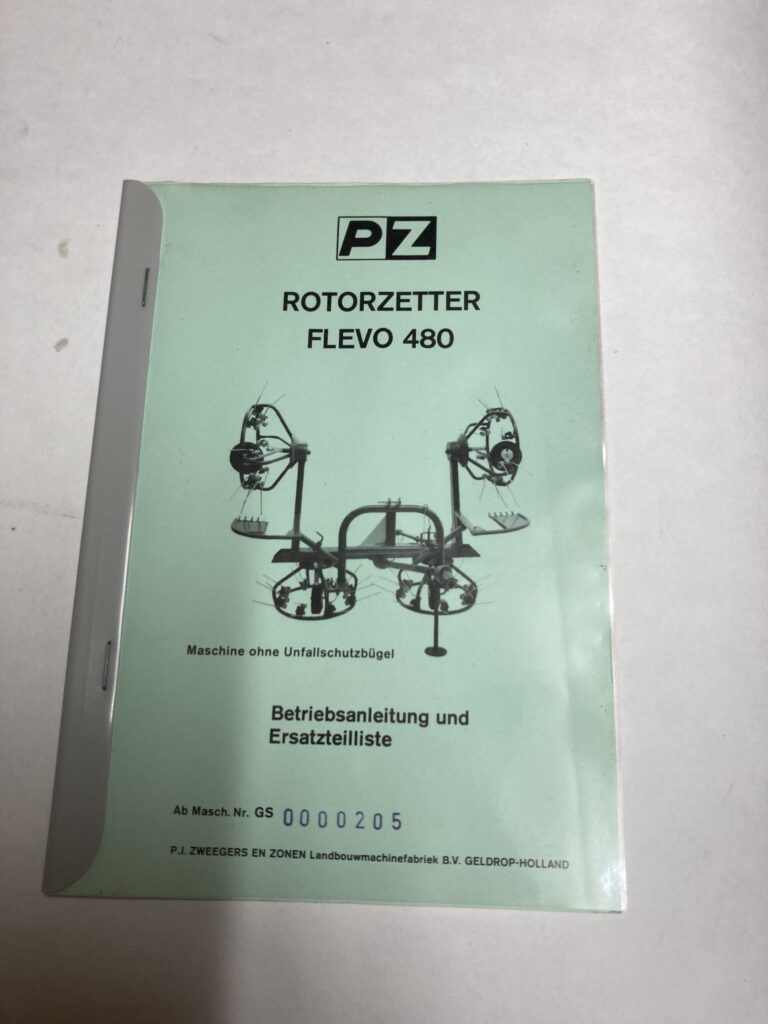 PZ
ROTORZETTER
FLEVO 480
Maschine ohne Unfallschutzbügel
Betriebsanleitung und
Ersatzteilliste
Ab Masch. Nr. GS 0000205
P.J. ZWEEGERS EN ZONEN Landbouwmachinefabriek B.V. GELDROP-HOLLAND